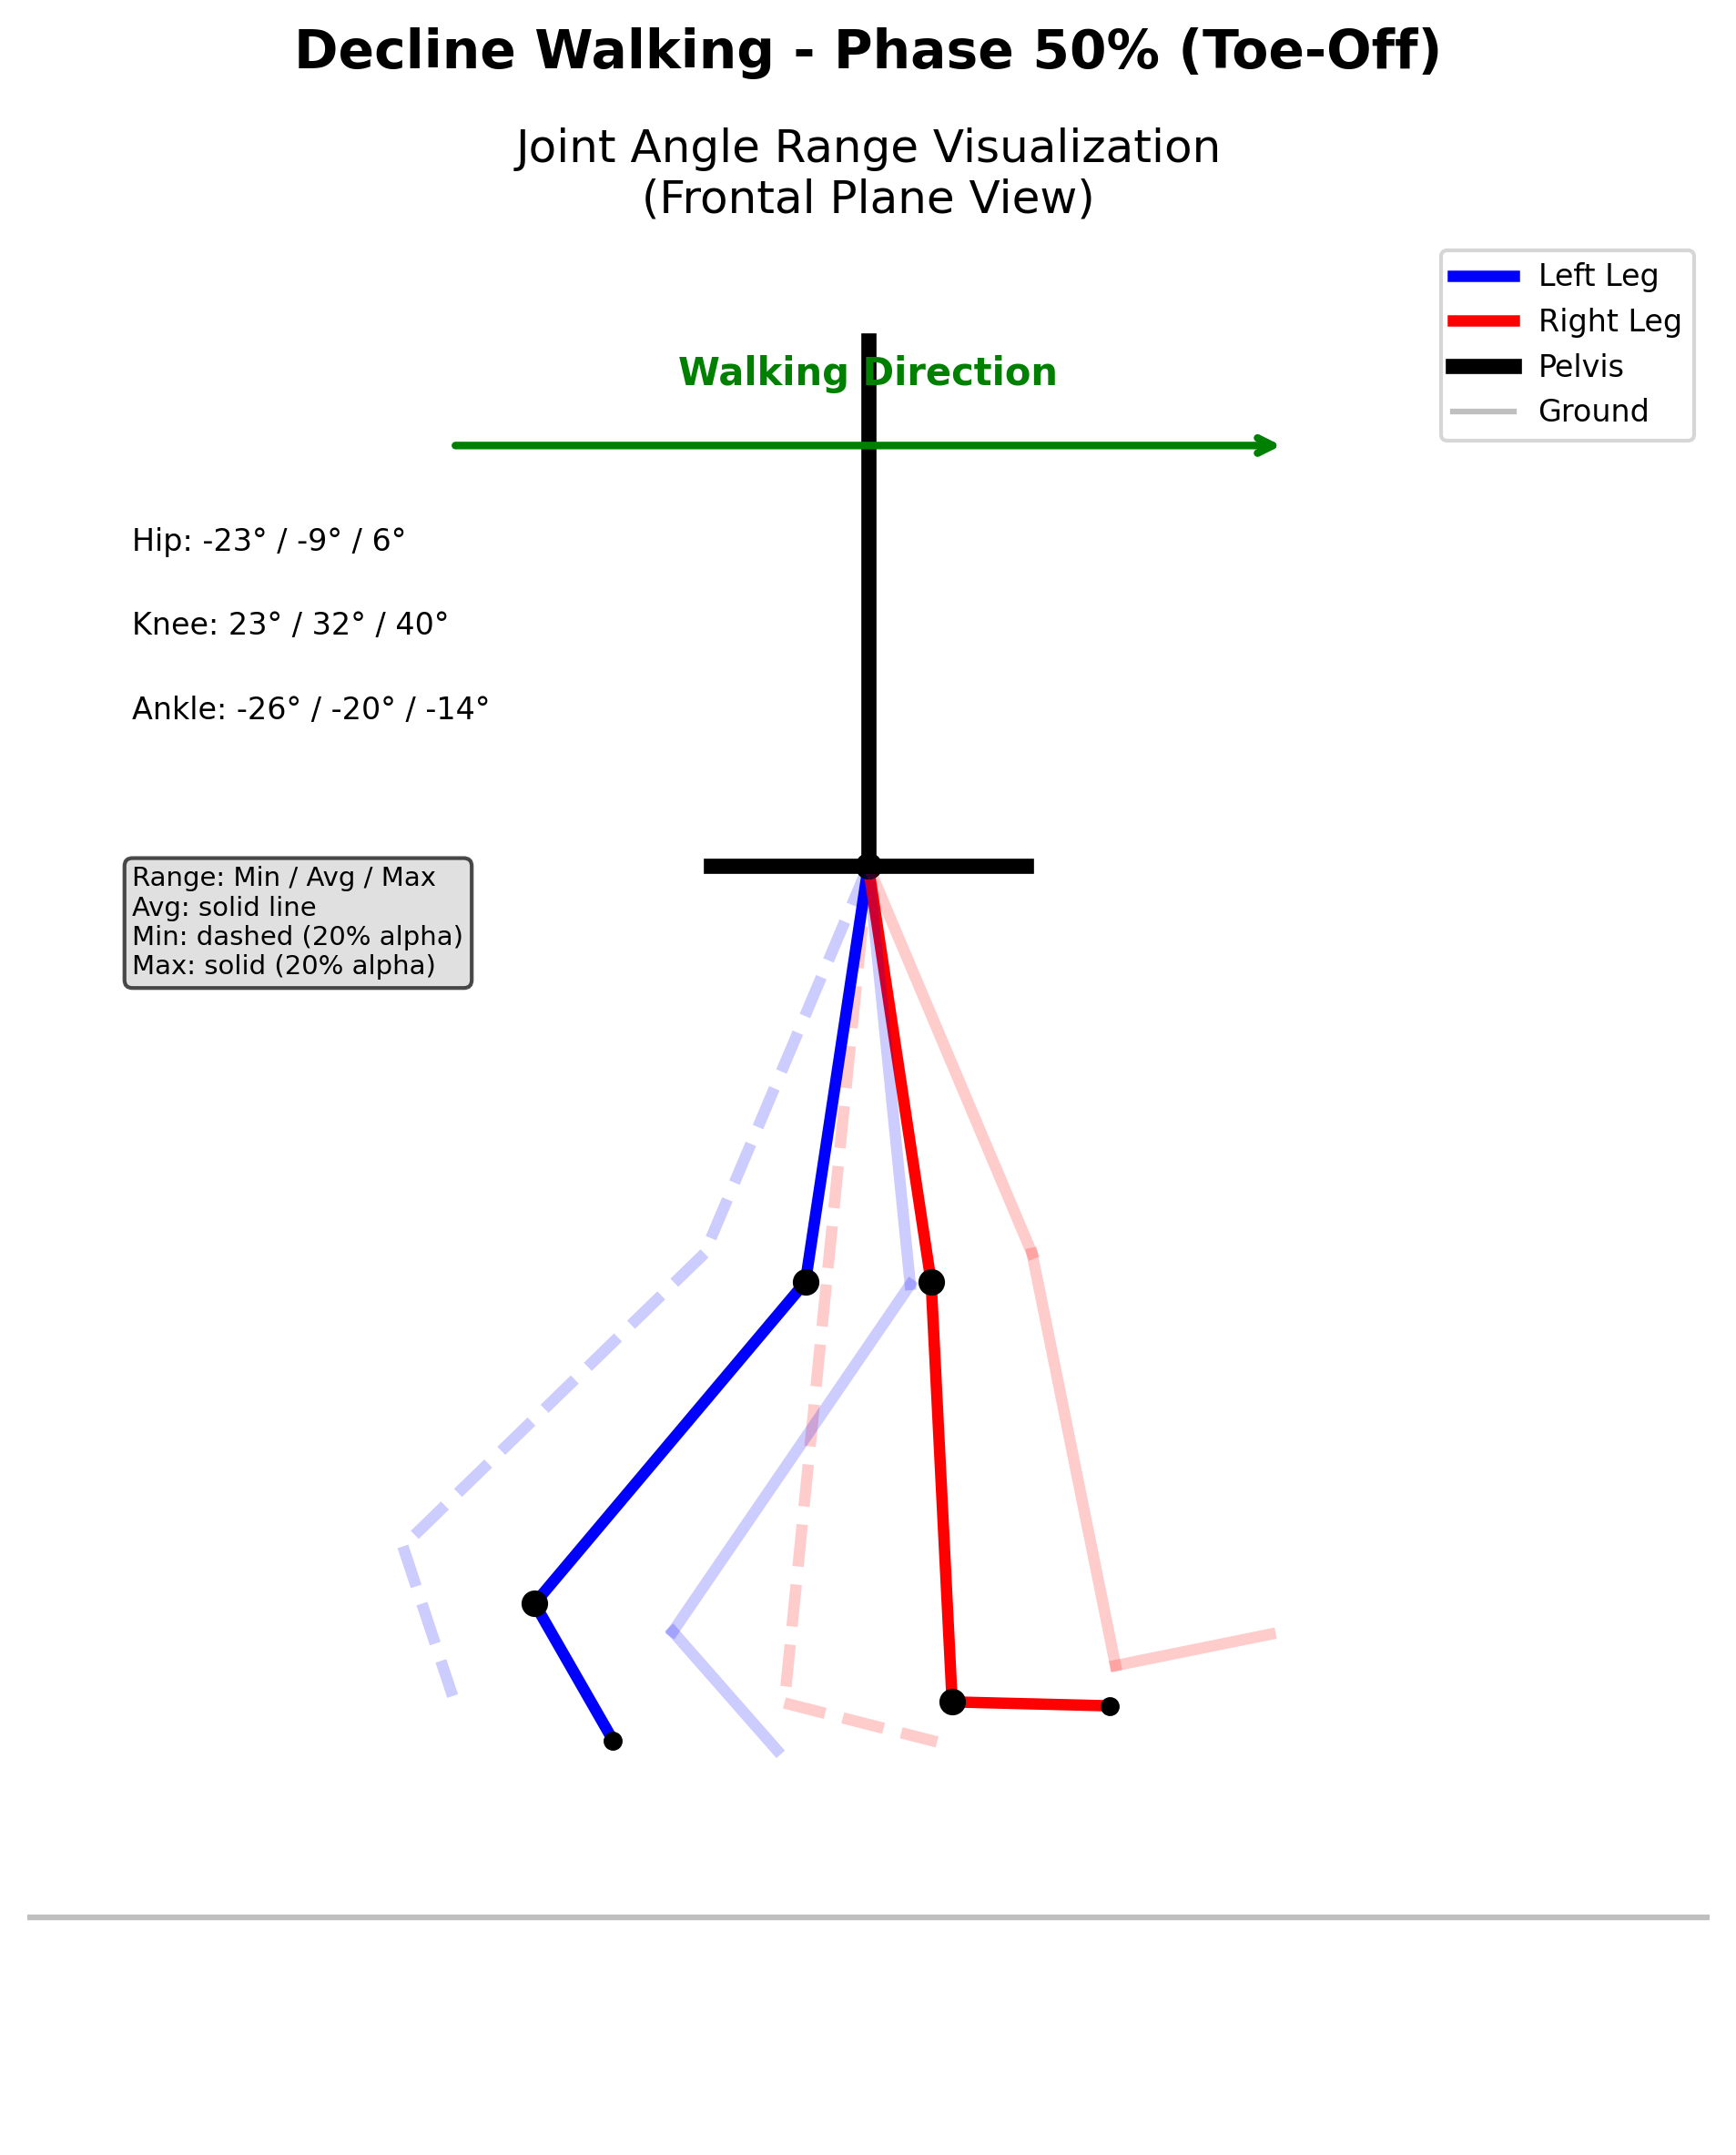 Decline Walking - Phase 50% (Toe-Off)
Joint Angle Range Visualization
(Frontal Plane View)
Left Leg
Right Leg
Pelvis
Ground
Walking Direction
Hip: -23° / -9° / 6°
Knee: 23° / 32° / 40°
Ankle: -26° / -20° / -14°
Range: Min / Avg / Max
Avg: solid line
Min: dashed (20% alpha)
Max: solid (20% alpha)